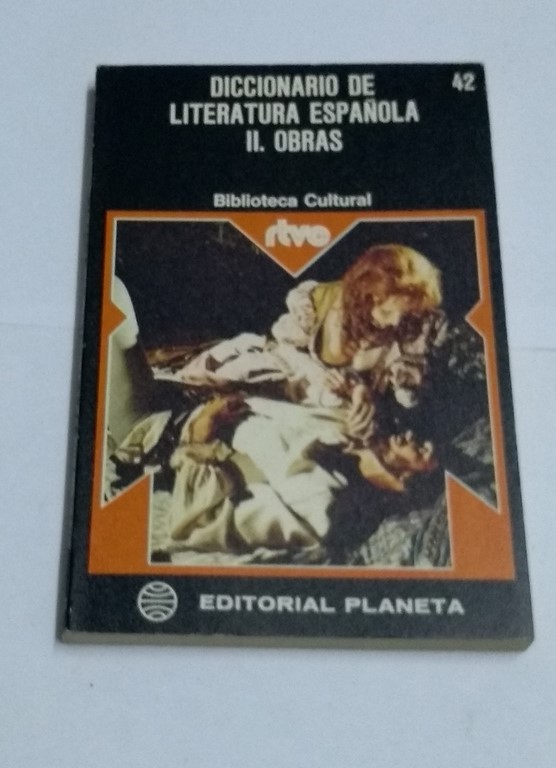 DICCIONARIO DE
LITERATURA ESPAÑOLA
II. OBRAS
42
Biblioteca Cultural
rtve
EDITORIAL PLANETA